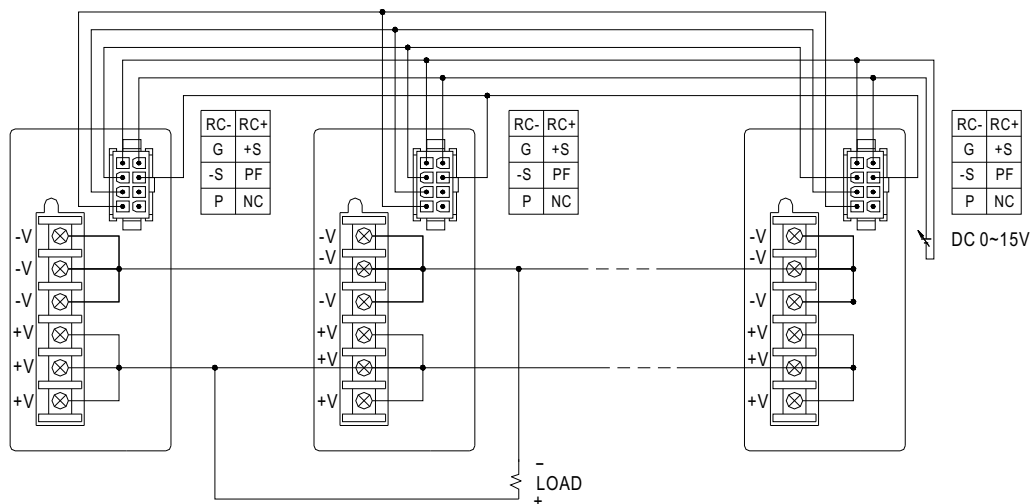 RC- RC+
G +S
-S PF
P NC
RC- RC+
G +S
-S PF
P NC
RC- RC+
G +S
-S PF
P NC
DC 0~15V
-V
-V
-V
+V
+V
+V
-V
-V
-V
+V
+V
+V
-V
-V
-V
+V
+V
+V
-
LOAD
+